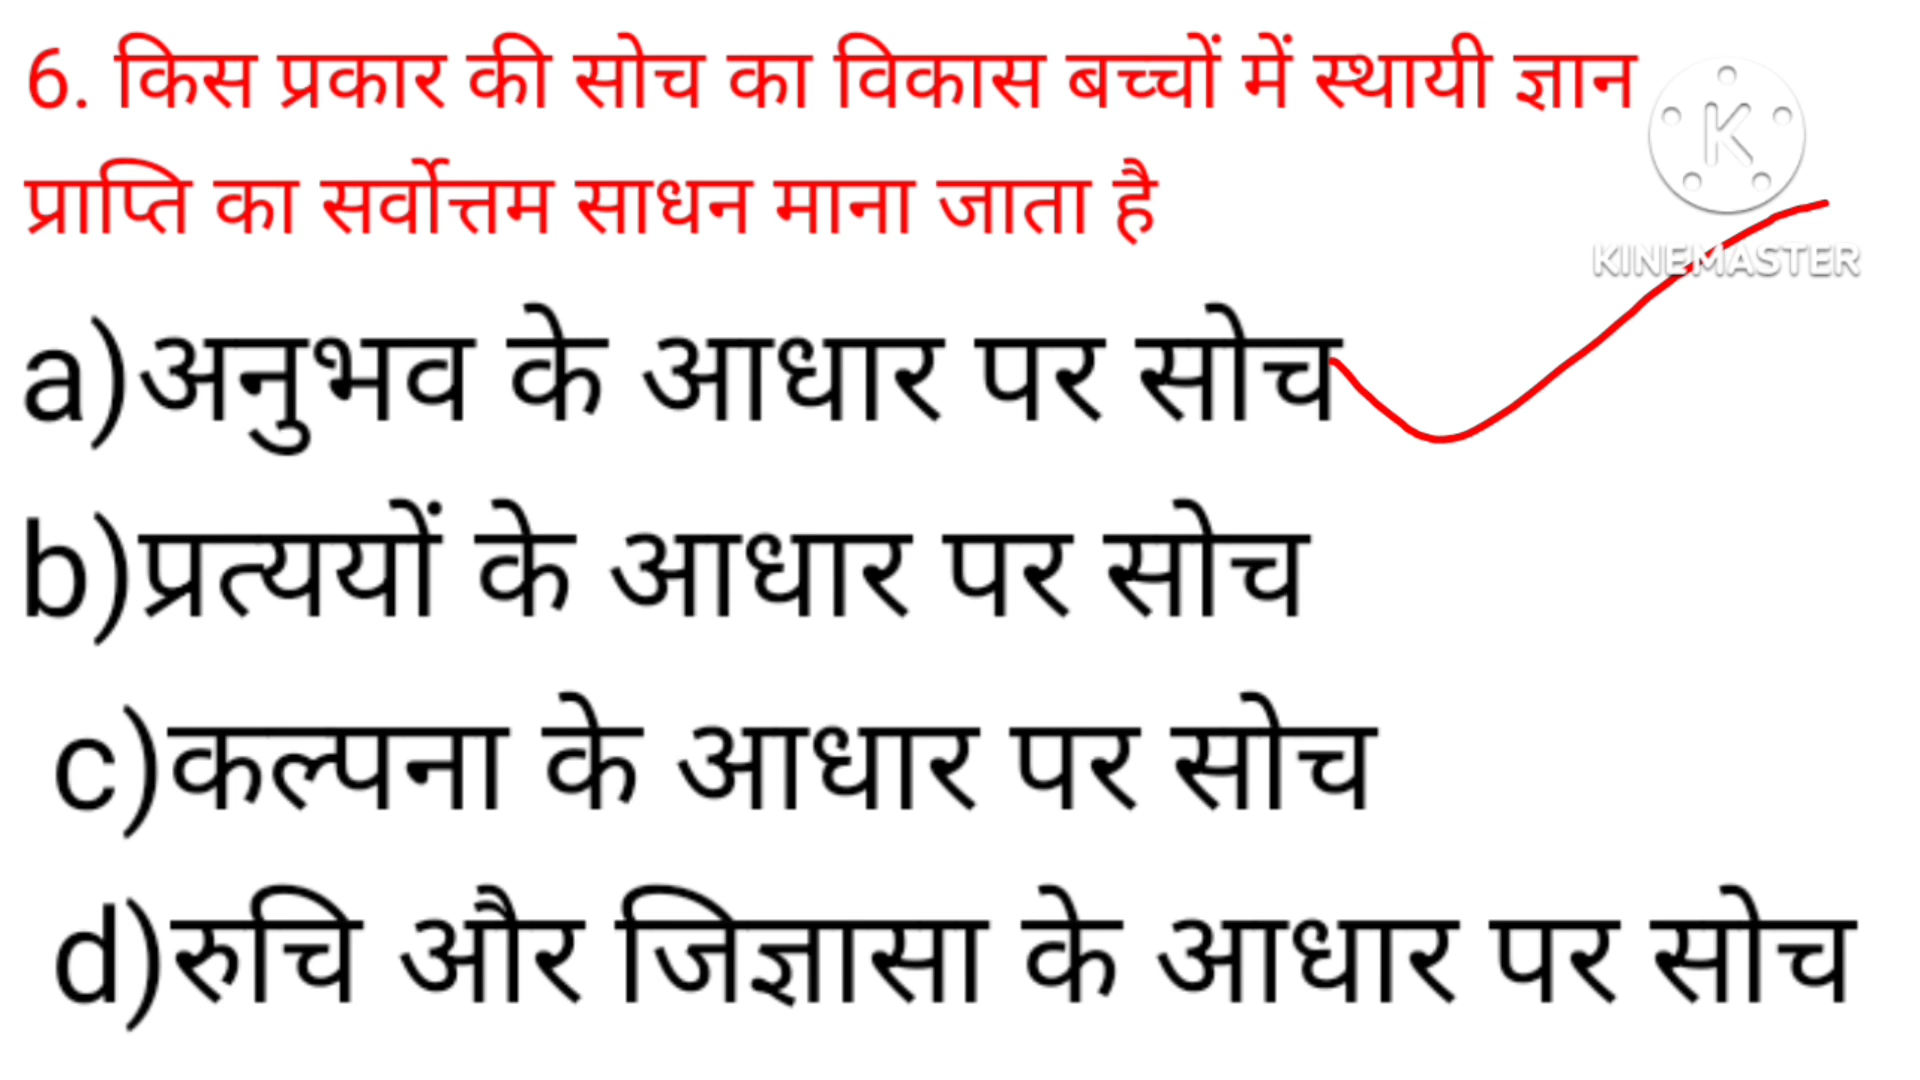 6. किस प्रकार की सोच का विकास बच्चों में स्थायी ज्ञान
प्राप्ति का सर्वोत्तम साधन माना जाता है
K
KINEMASTER
a)अनुभव के आधार पर सोच
b)प्रत्ययों के आधार पर सोच
c)कल्पना के आधार पर सोच
d)रुचि और जिज्ञासा के आधार पर सोच